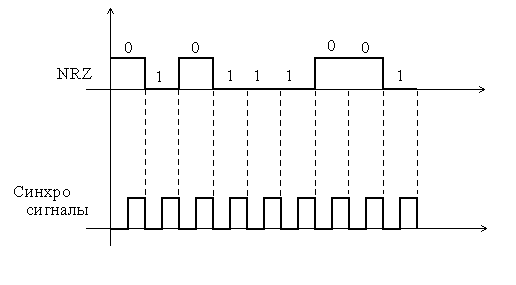 0 0 0 0
NRZ 1 1 1 1 1
Синхро
сигналы